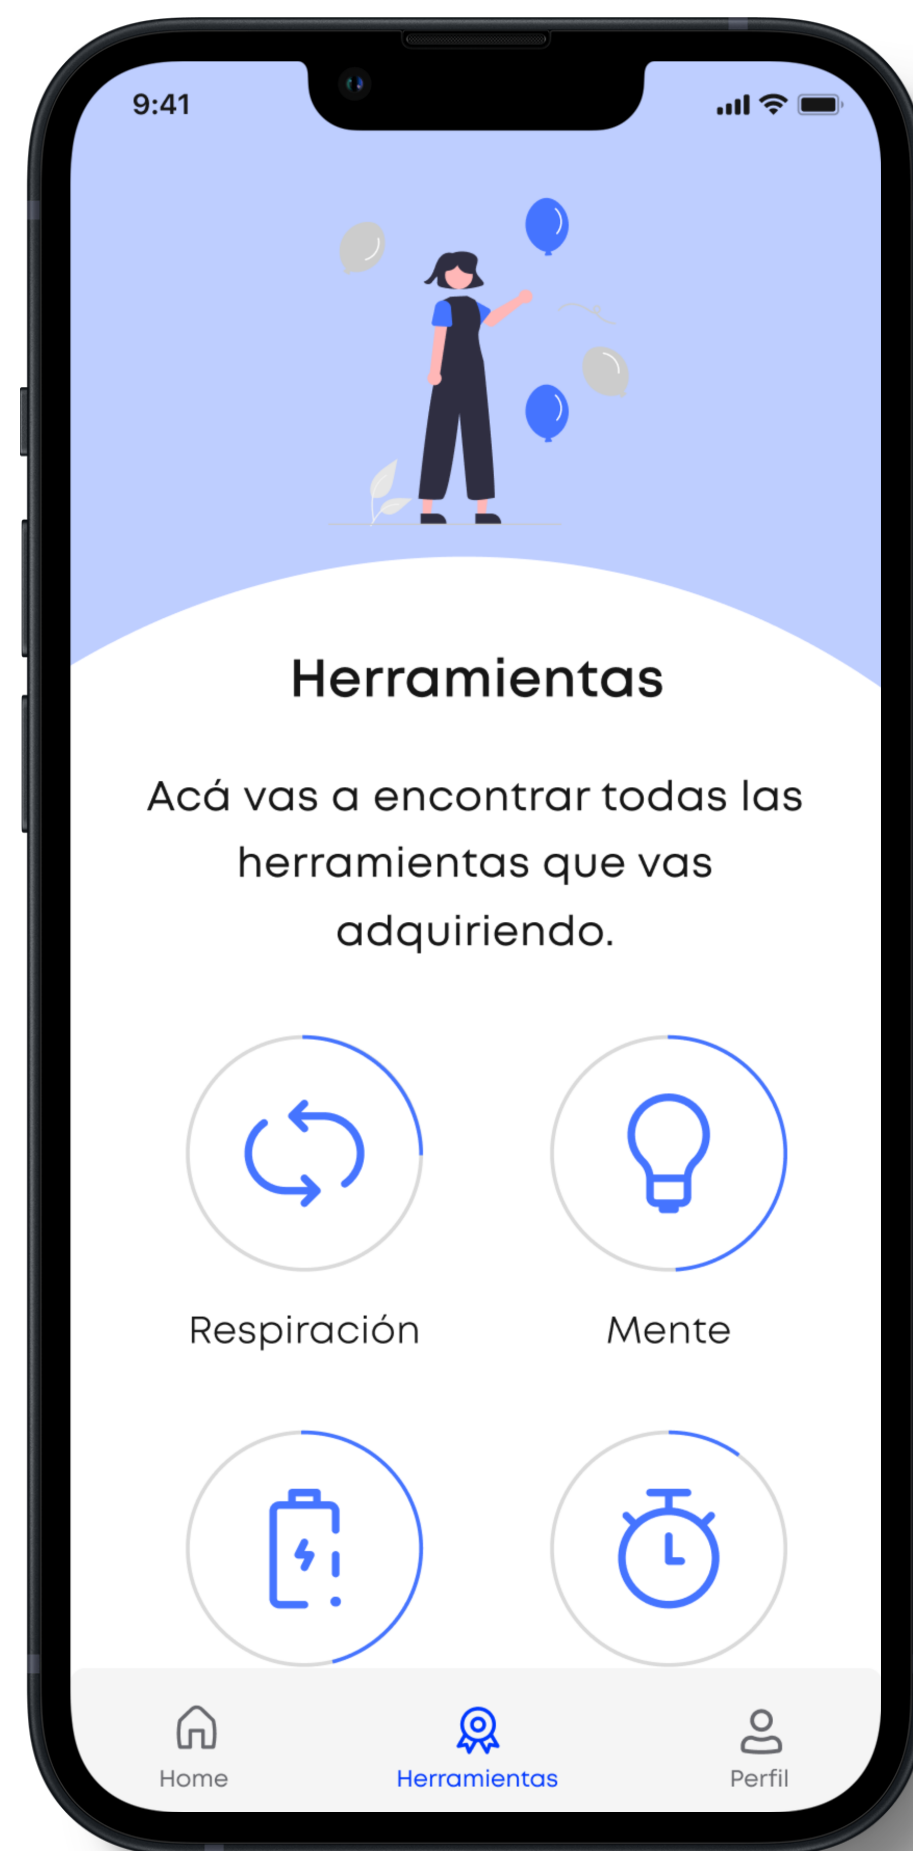 9:41
Herramientas
Acá vas a encontrar todas las
herramientas que vas
adquiriendo.
Respiración
Mente
Home
Herramientas
Perfil